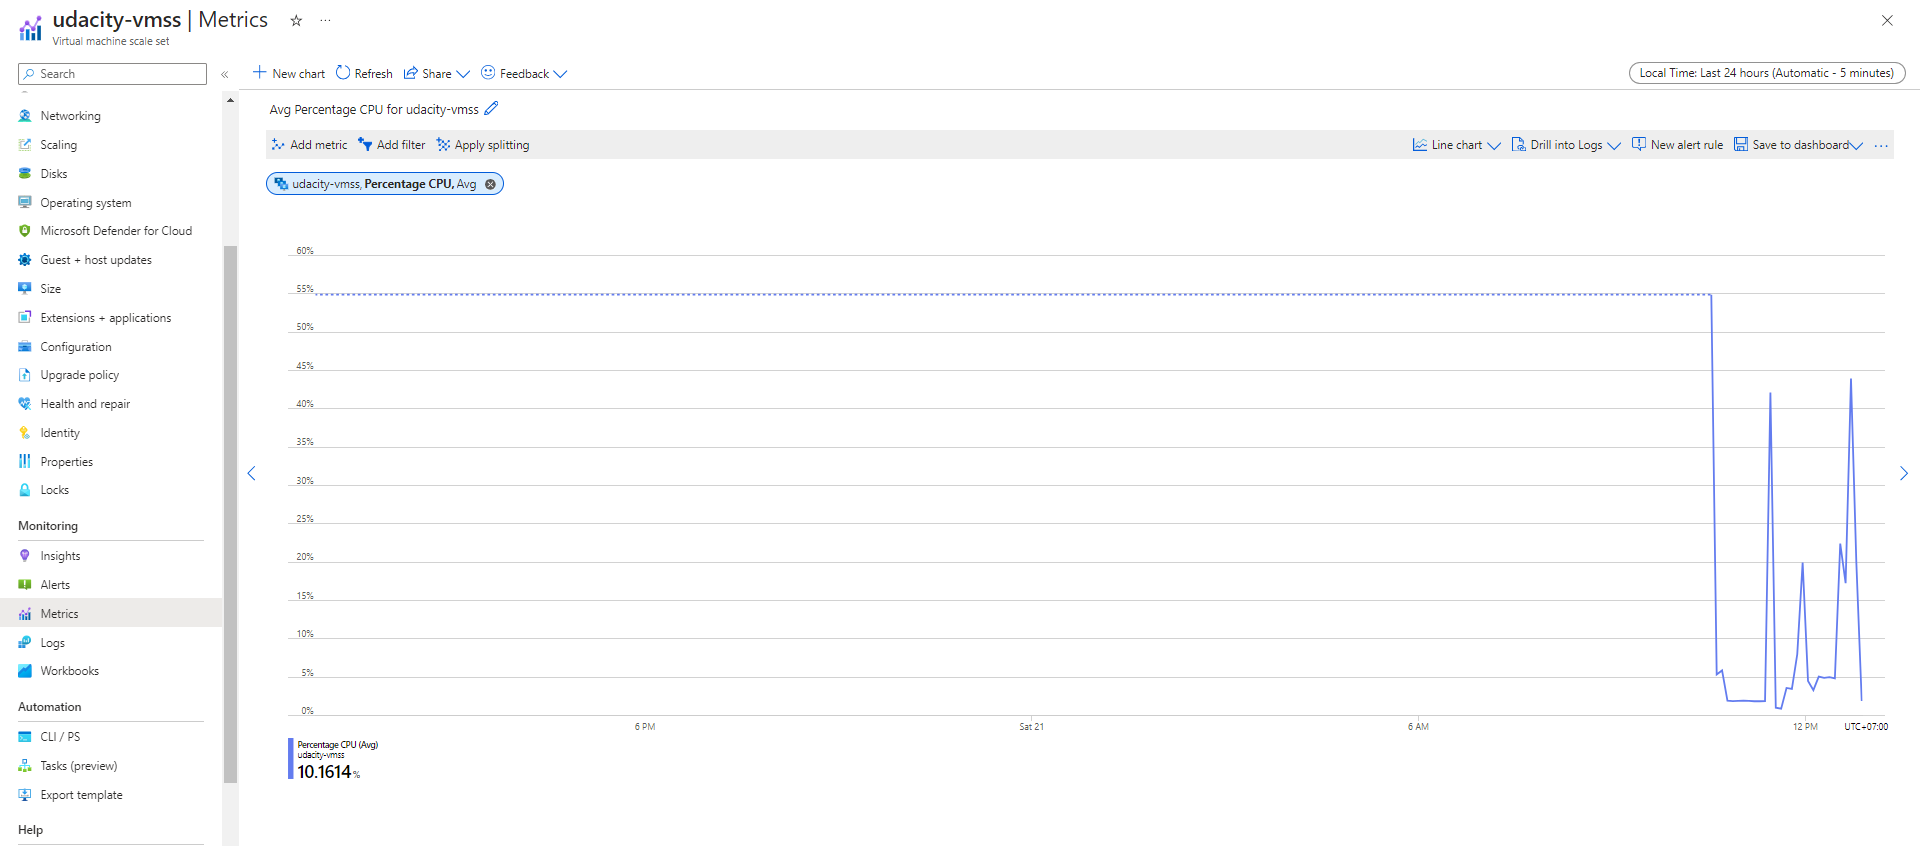 udacity-vmss | Metrics
Virtual machine scale set
Search
New chart
Refresh
Share
Feedback
Local Time: Last 24 hours (Automatic - 5 minutes)
Networking
Scaling
Disks
Operating system
Microsoft Defender for Cloud
Guest + host updates
Size
Extensions + applications
Configuration
Upgrade policy
Health and repair
Identity
Properties
Locks
Monitoring
Insights
Alerts
Metrics
Logs
Workbooks
Automation
CLI / PS
Tasks (preview)
Export template
Help
Avg Percentage CPU for udacity-vmss
Add metric
Add filter
Apply splitting
Line chart
Drill into Logs
New alert rule
Save to dashboard
udacity-vmss, Percentage CPU, Avg
60%
55%
50%
45%
40%
35%
30%
25%
20%
15%
10%
5%
0%
6 PM
Sat 21
6 AM
12 PM
UTC+07:00
Percentage CPU (Avg)
udacity-vmss
10.1614 %